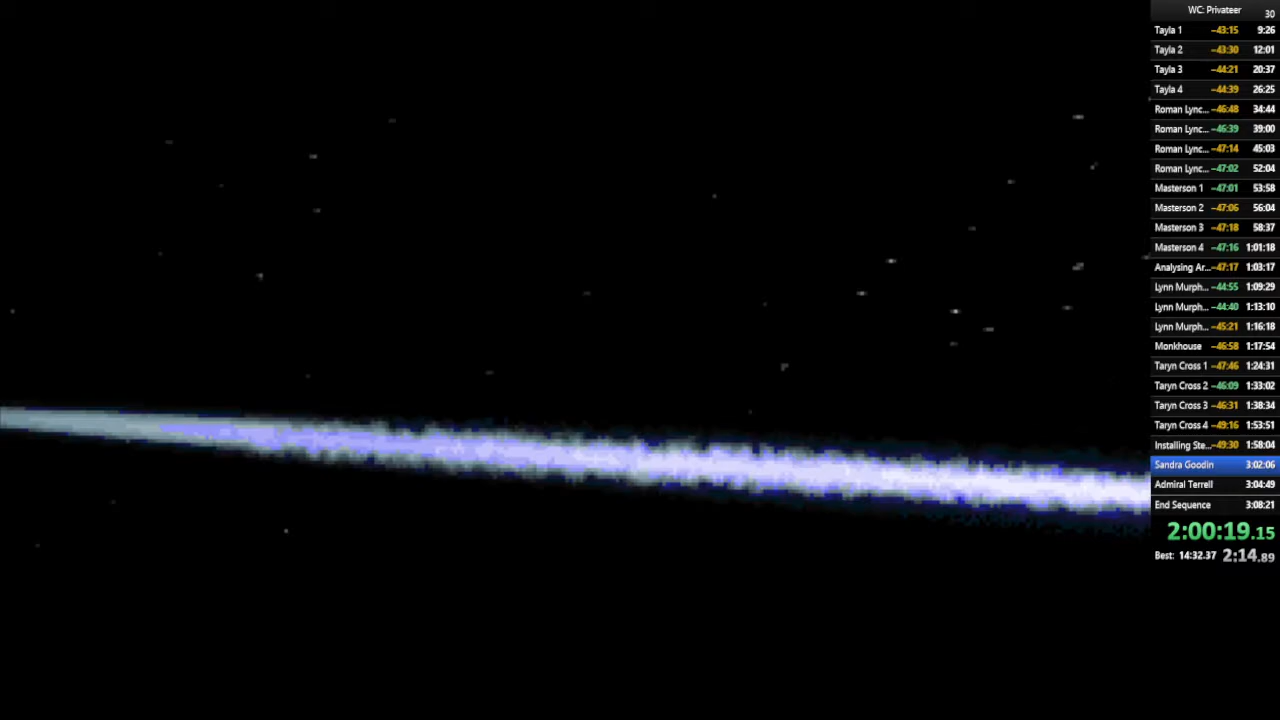 WC: Privateer 30
Tayla 1 -43:15 9:26
Tayla 2 -43:30 12:01
Tayla 3 -44:21 20:37
Tayla 4 -44:39 26:25
Roman Lync... -46:48 34:44
Roman Lync... -46:39 39:00
Roman Lync... -47:14 45:03
Roman Lync... -47:02 52:04
Masterson 1 -47:01 53:58
Masterson 2 -47:06 56:04
Masterson 3 -47:18 58:37
Masterson 4 -47:16 1:01:18
Analysing Ar... -47:17 1:03:17
Lynn Murph... -44:55 1:09:29
Lynn Murph... -44:40 1:13:10
Lynn Murph... -45:21 1:16:18
Monkhouse -46:58 1:17:54
Taryn Cross 1 -47:46 1:24:31
Taryn Cross 2 -46:09 1:33:02
Taryn Cross 3 -46:31 1:38:34
Taryn Cross 4 -49:16 1:53:51
Installing Ste... -49:30 1:58:04
Sandra Goodin 3:02:06
Admiral Terrell 3:04:49
End Sequence 3:08:21
2:00:19.15
Best: 14:32.37 2:14.89